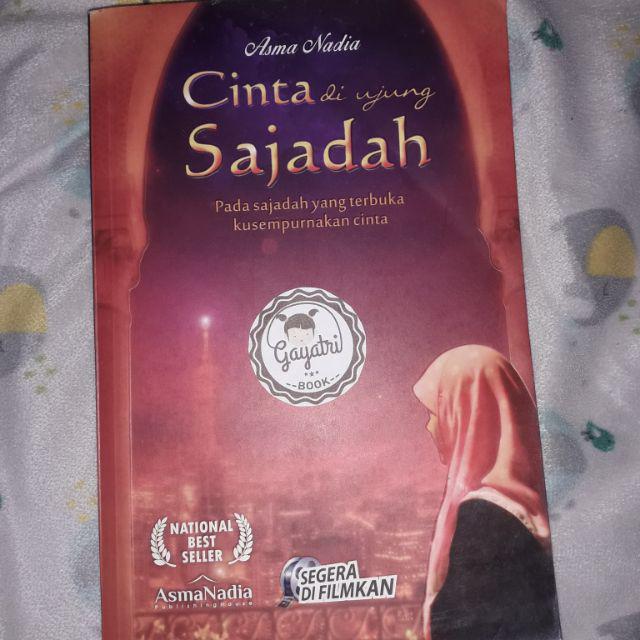 Asma Nadia
Cinta di ujung
Sajadah
Pada sajadah yang terbuka
kusempurnakan cinta
Gayatri
--BOOK--
NATIONAL
BEST
SELLER
AsmaNadia
Publishing House
SEGERA
DI FILMKAN